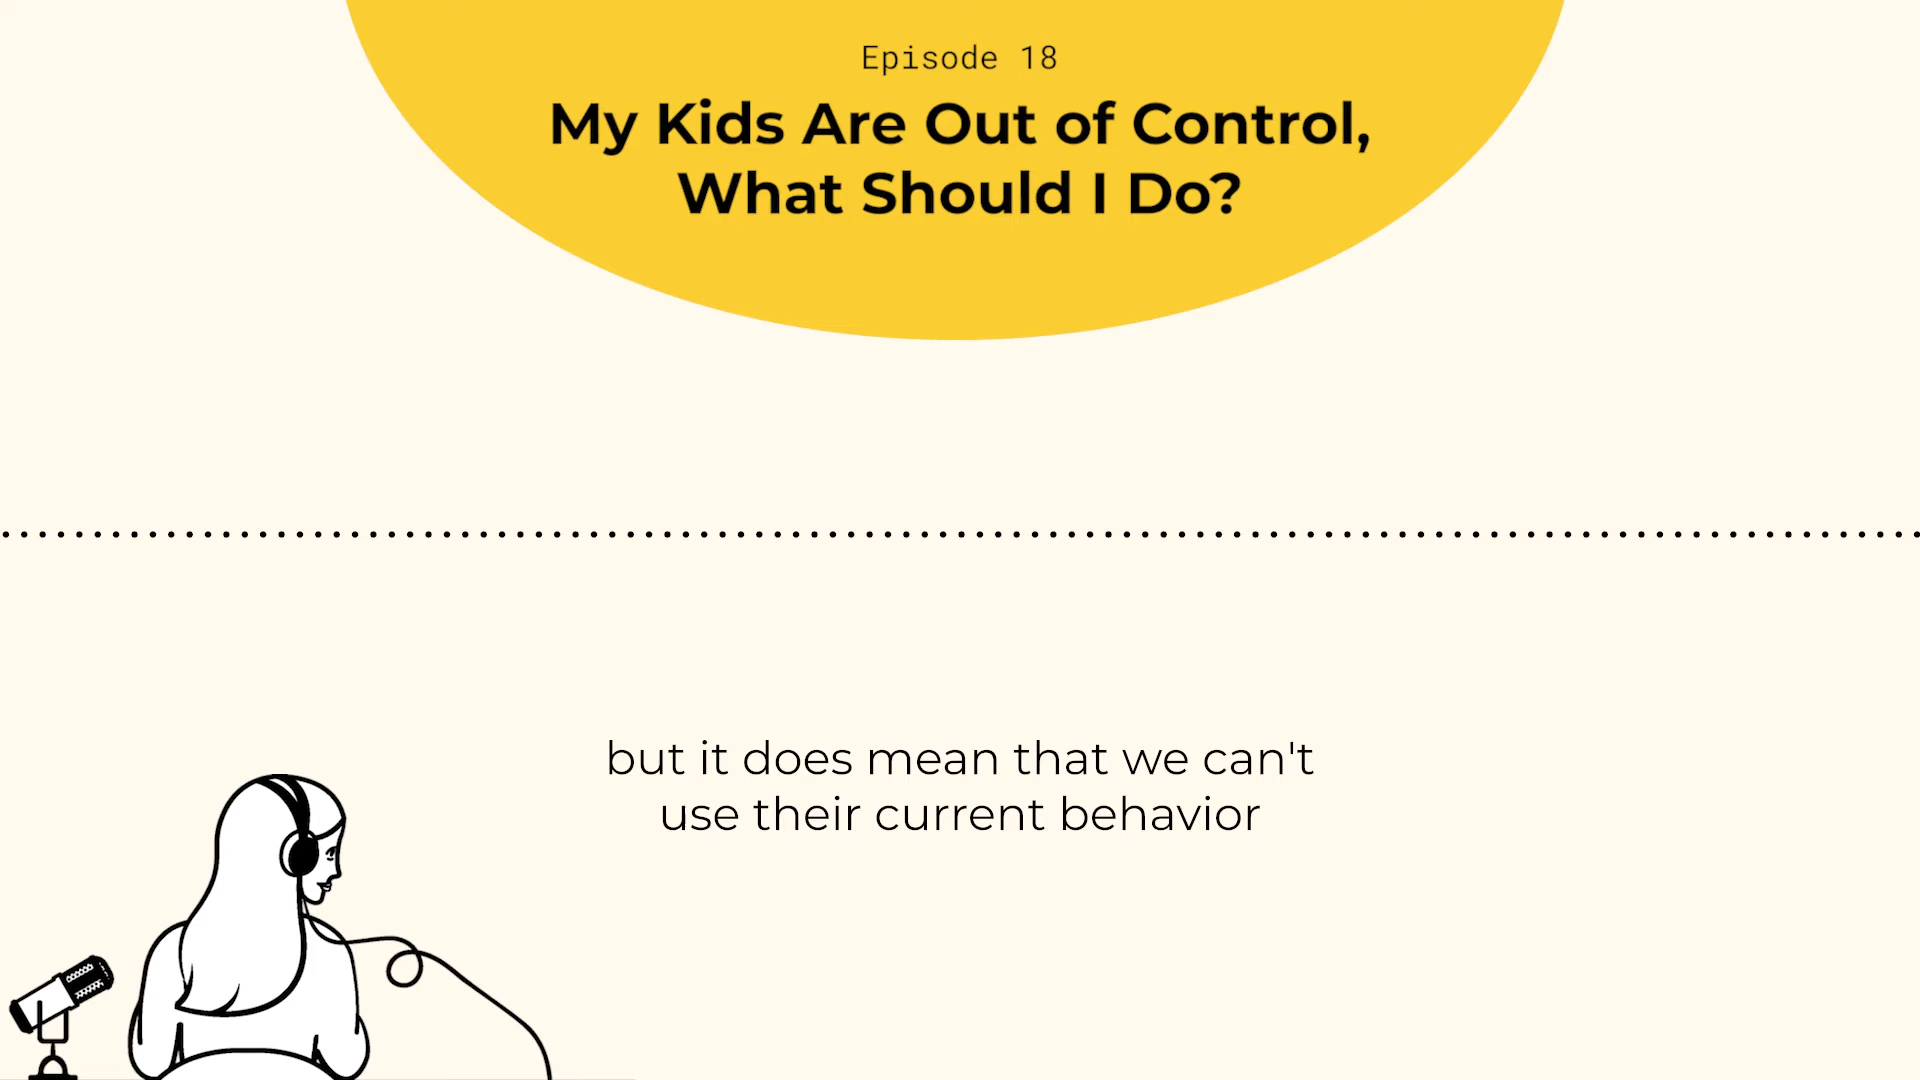 Episode 18
My Kids Are Out of Control,
What Should I Do?
but it does mean that we can't
use their current behavior